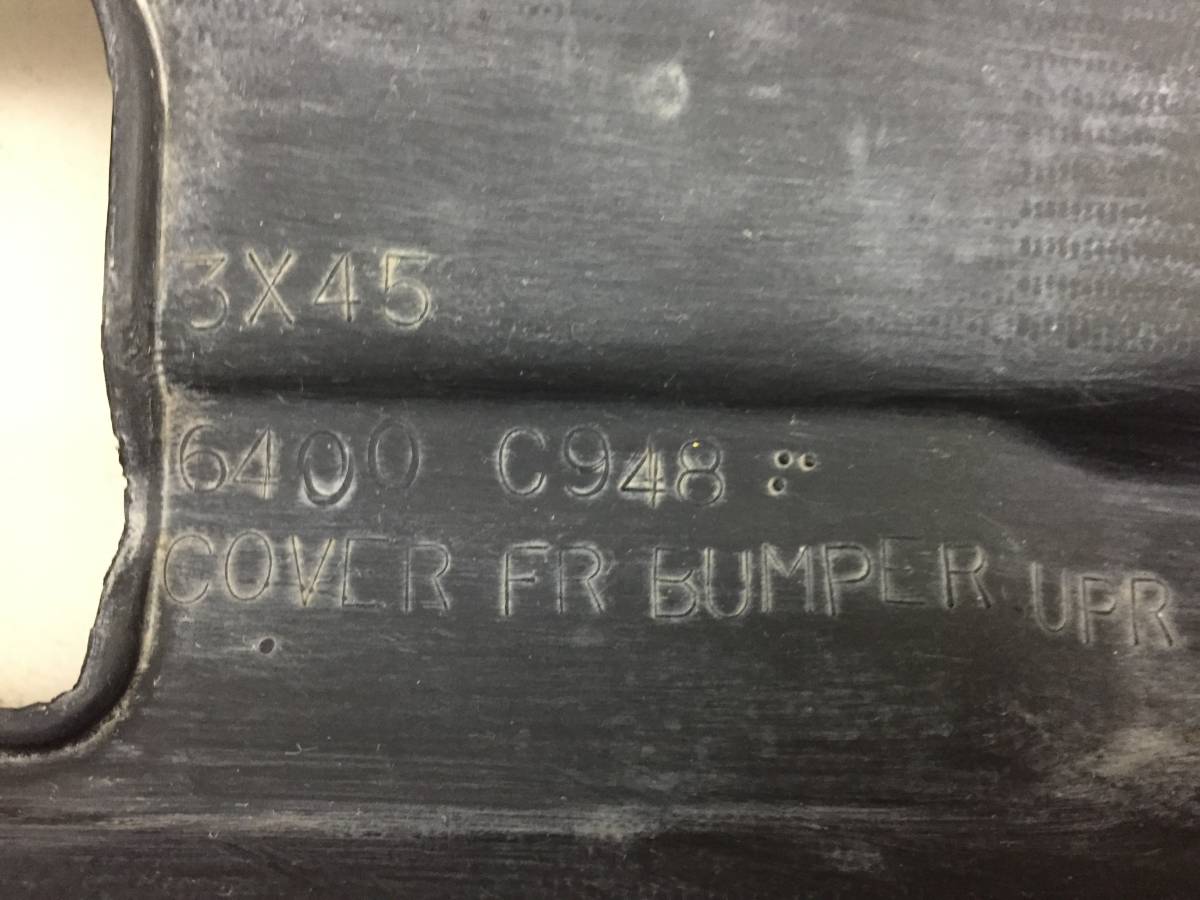 3X45
6400 C948
COVER FR BUMPER UPR